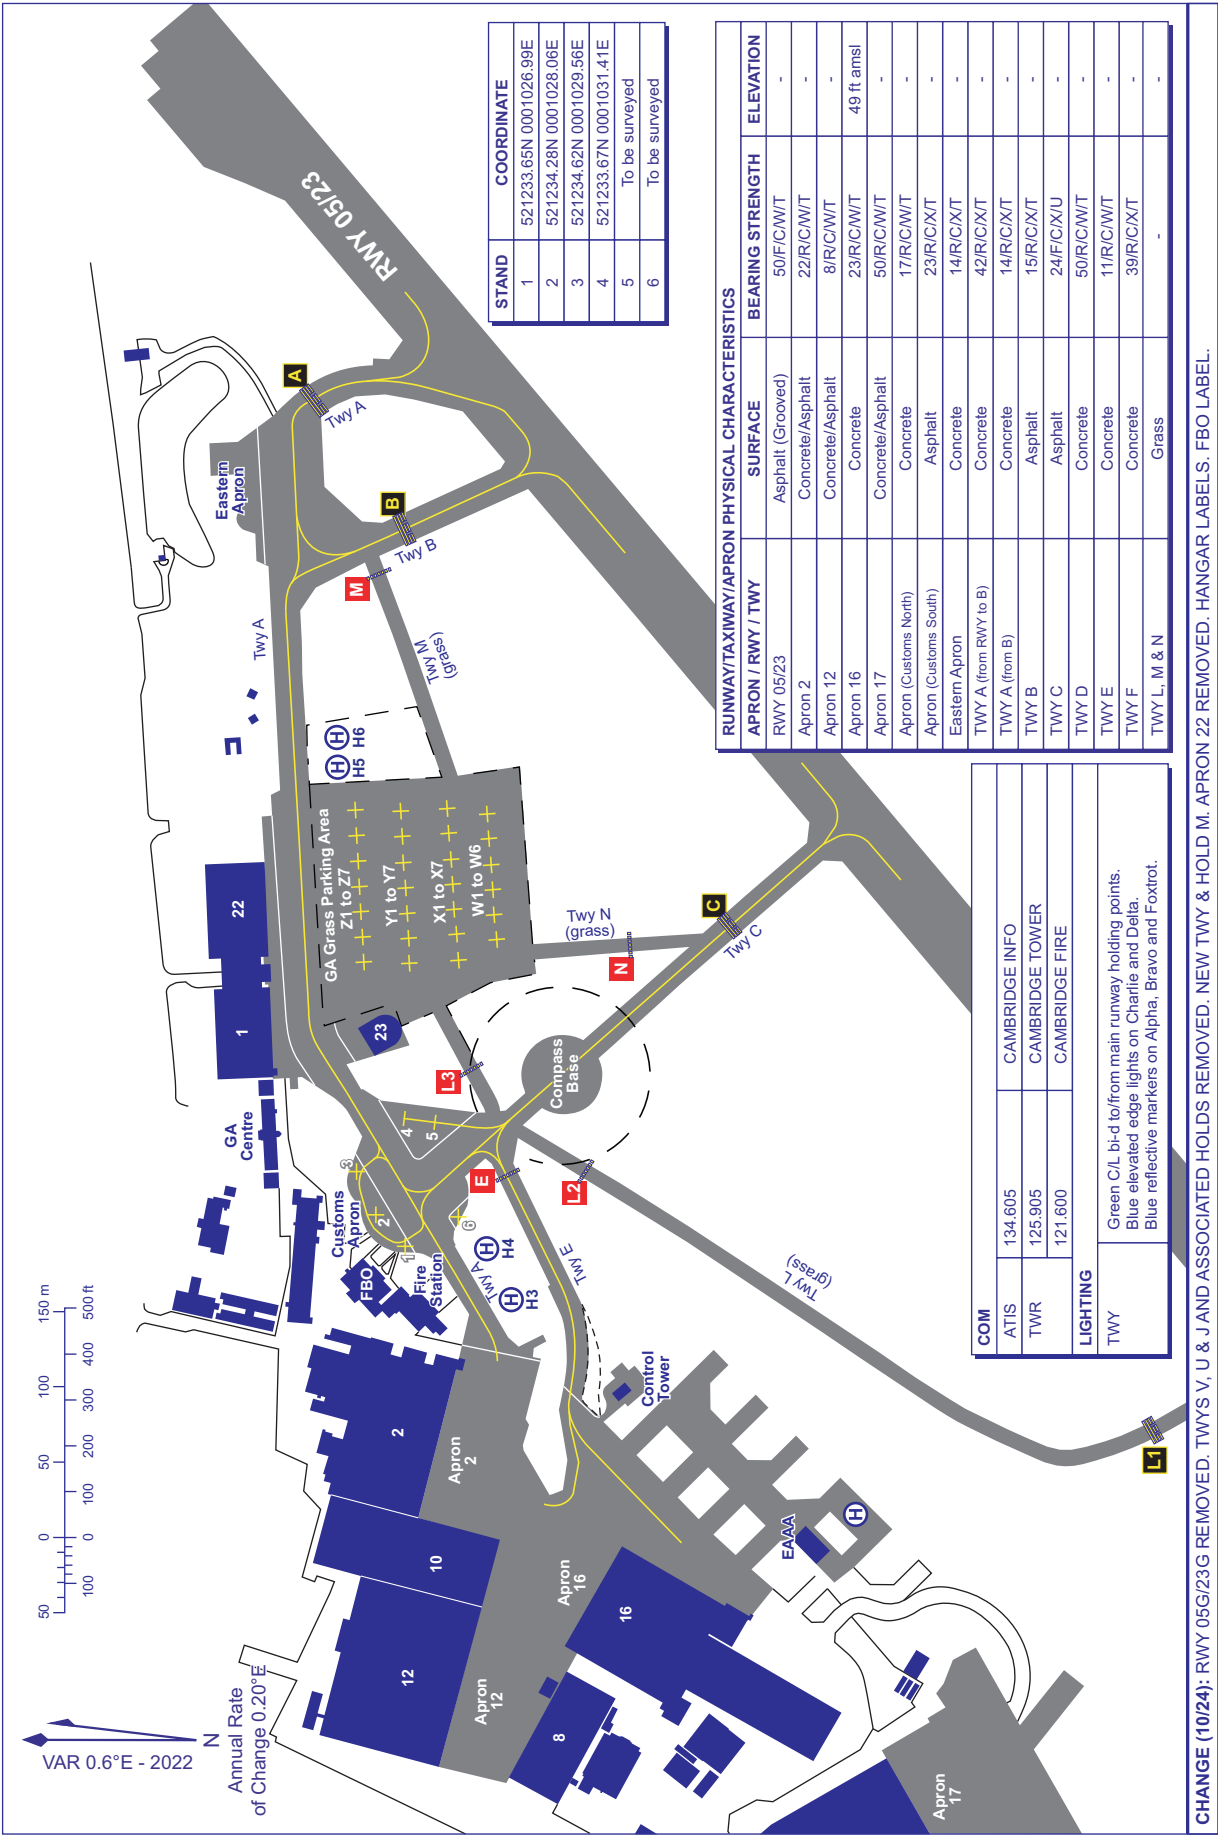 VAR 0.6°E - 2022
N
Annual Rate
of Change 0.20°E
50 0 50 100 150 m
100 0 100 200 300 400 500 ft
RWY 05/23
Eastern
Apron
A
Twy A
B
Twy B
M
Twy M
(grass)
Twy A
H H
H5 H6
GA Grass Parking Area
Z1 to Z7
Y1 to Y7
X1 to X7
W1 to W6
22
1
23
GA
Centre
Twy N
(grass)
N
C
Twy C
Compass
Base
L3
L2
E
Customs
Apron
FBO
Fire
Station
1
2
3
4
5
6
Twy A
H
H4
H
H3
Twy E
Twy L
(grass)
L1
Control
Tower
2
Apron
2
10
12
Apron
12
Apron
16
16
8
EAAA
H
Apron
17
STAND COORDINATE
1 521233.65N 0001026.99E
2 521234.28N 0001028.06E
3 521234.62N 0001029.56E
4 521233.67N 0001031.41E
5 To be surveyed
6 To be surveyed
RUNWAY/TAXIWAY/APRON PHYSICAL CHARACTERISTICS
APRON / RWY / TWY SURFACE BEARING STRENGTH ELEVATION
RWY 05/23 Asphalt (Grooved) 50/F/C/W/T -
Apron 2 Concrete/Asphalt 22/R/C/W/T -
Apron 12 Concrete/Asphalt 8/R/C/W/T -
Apron 16 Concrete 23/R/C/W/T 49 ft amsl
Apron 17 Concrete/Asphalt 50/R/C/W/T -
Apron (Customs North) Concrete 17/R/C/W/T -
Apron (Customs South) Asphalt 23/R/C/X/T -
Eastern Apron Concrete 14/R/C/X/T -
TWY A (from RWY to B) Concrete 42/R/C/X/T -
TWY A (from B) Concrete 14/R/C/X/T -
TWY B Asphalt 15/R/C/X/T -
TWY C Asphalt 24/F/C/X/U -
TWY D Concrete 50/R/C/W/T -
TWY E Concrete 11/R/C/W/T -
TWY F Concrete 39/R/C/X/T -
TWY L, M & N Grass - -
COM
ATIS 134.605 CAMBRIDGE INFO
TWR 125.905 CAMBRIDGE TOWER
121.600 CAMBRIDGE FIRE
LIGHTING
TWY Green C/L bi-d to/from main runway holding points.
Blue elevated edge lights on Charlie and Delta.
Blue reflective markers on Alpha, Bravo and Foxtrot.
CHANGE (10/24): RWY 05G/23G REMOVED. TWYS V, U & J AND ASSOCIATED HOLDS REMOVED. NEW TWY & HOLD M. APRON 22 REMOVED. HANGAR LABELS. FBO LABEL.